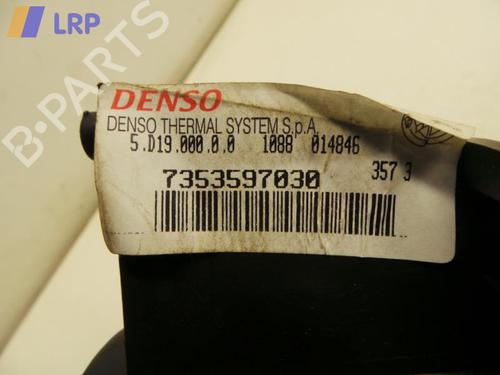 LRP
B-PARTS
DENSO
DENSO THERMAL SYSTEM S.p.A.
5.D19.000.0.0 1088 014846
7353597030 357 3